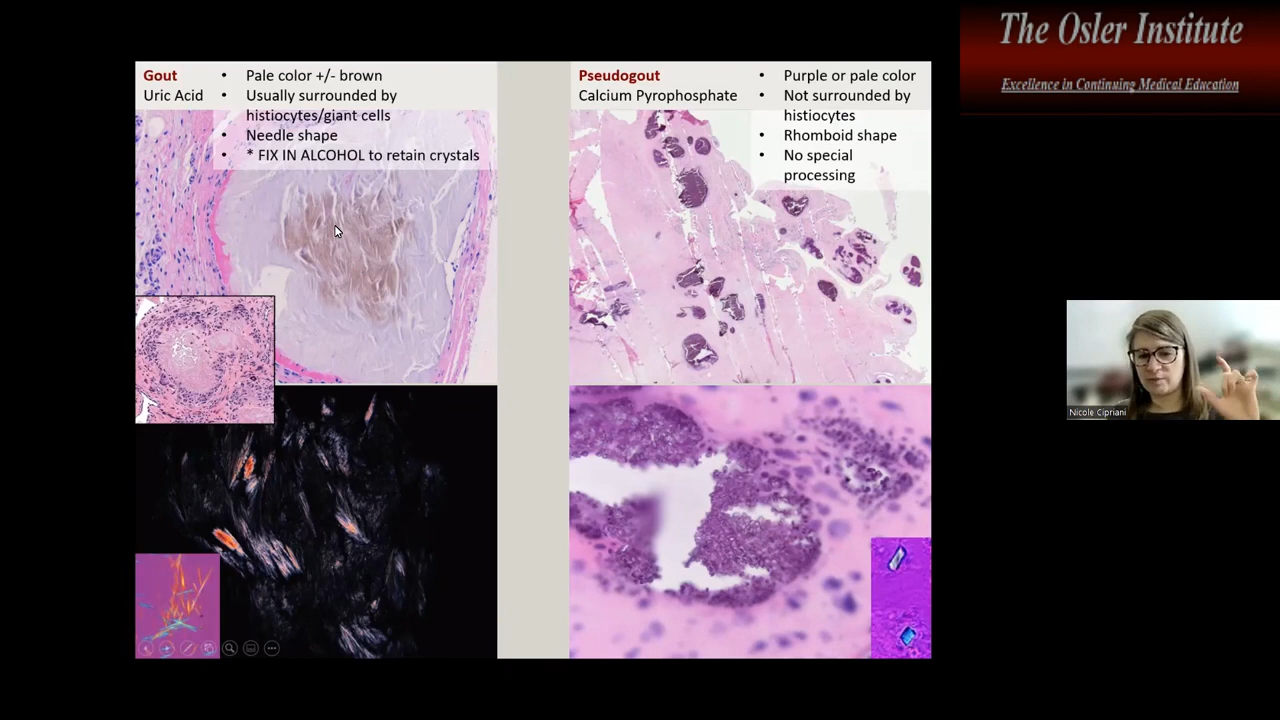 The Osler Institute
Excellence in Continuing Medical Education
Gout
Uric Acid
• Pale color +/- brown
• Usually surrounded by
histiocytes/giant cells
• Needle shape
• * FIX IN ALCOHOL to retain crystals
Pseudogout
Calcium Pyrophosphate
• Purple or pale color
• Not surrounded by
histiocytes
• Rhomboid shape
• No special
processing
Nicole Cipriani